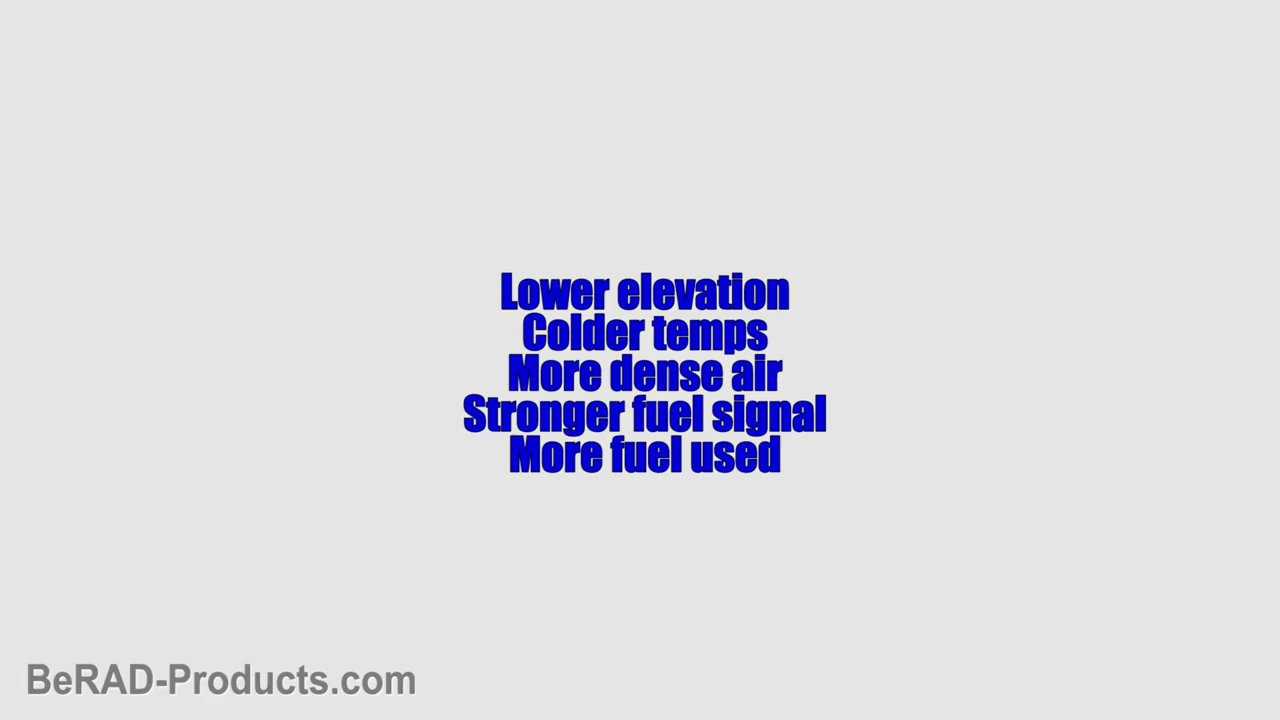 Lower elevation
Colder temps
More dense air
Stronger fuel signal
More fuel used
BeRAD-Products.com